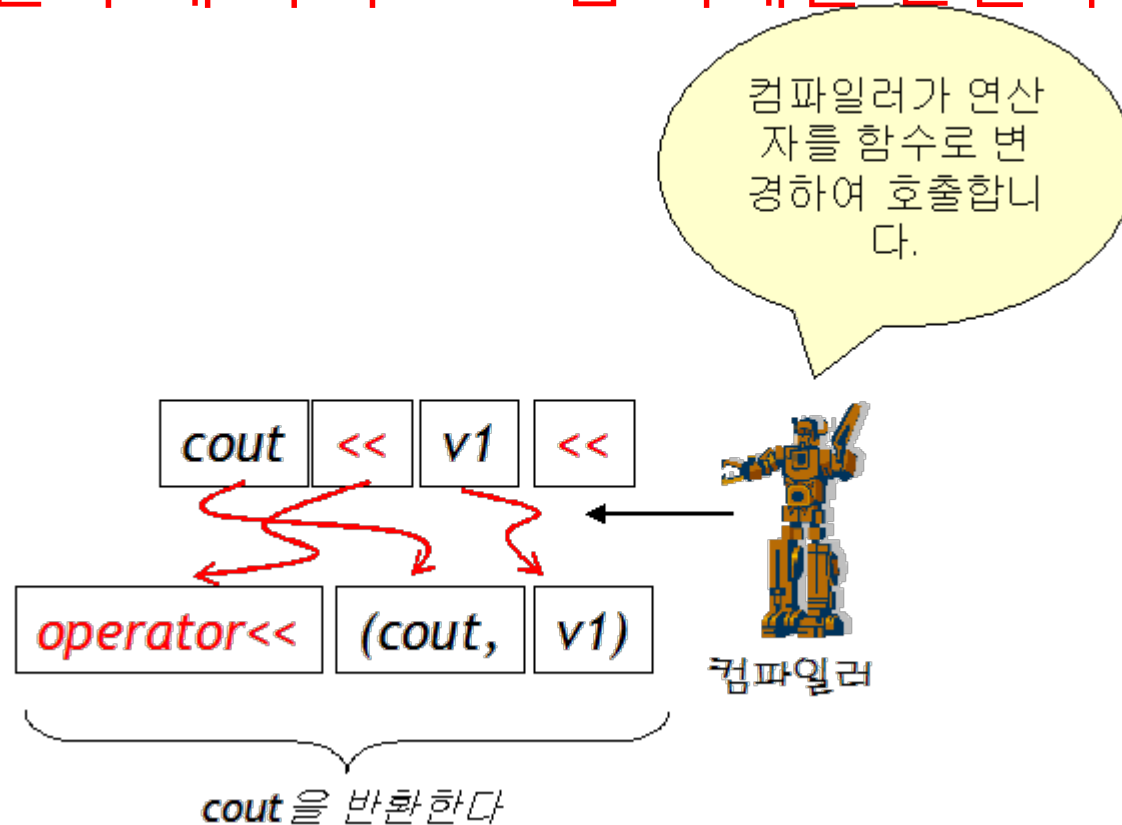 컴파일러가 연산
자를 함수로 변
경하여 호출합니
다.
cout << v1 <<
operator<< (cout, v1)
컴파일러
cout을 반환한다